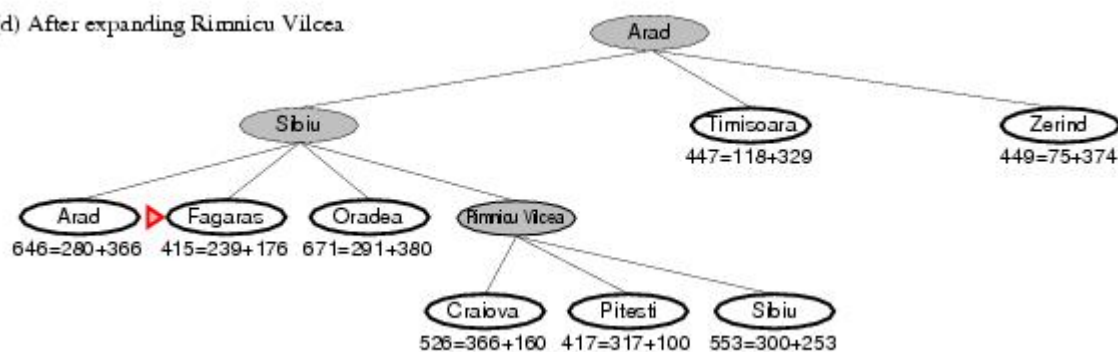 d) After expanding Rimnicu Vilcea
Arad
Sibiu
Timisoara
447=118+329
Zerind
449=75+374
Arad
646=280+366
Fagaras
415=239+176
Oradea
671=291+380
Rimnicu Vilcea
Craiova
526=366+160
Pitesti
417=317+100
Sibiu
553=300+253